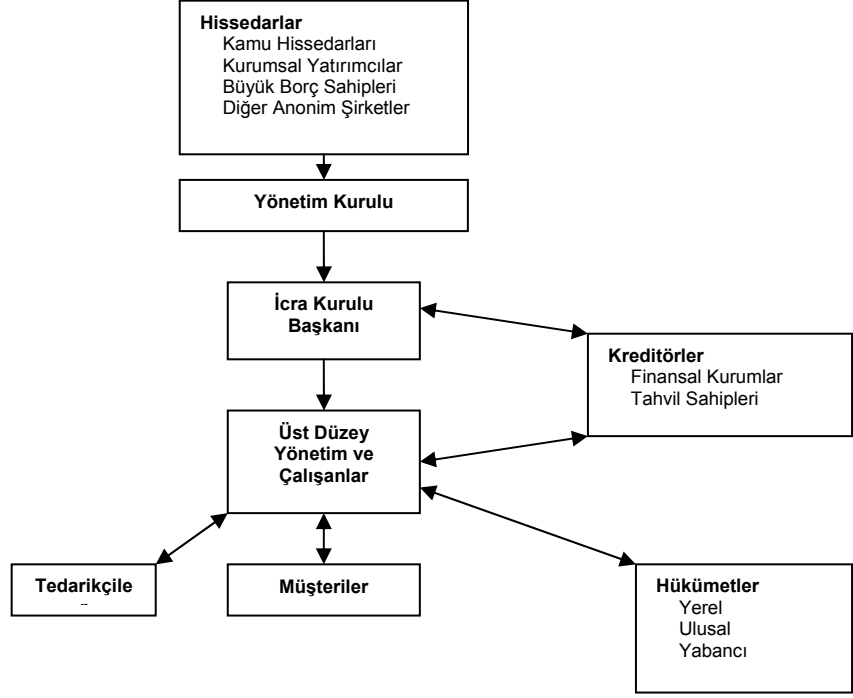 Hissedarlar
Kamu Hissedarları
Kurumsal Yatırımcılar
Büyük Borç Sahipleri
Diğer Anonim Şirketler
Yönetim Kurulu
İcra Kurulu
Başkanı
Kreditörler
Finansal Kurumlar
Tahvil Sahipleri
Üst Düzey
Yönetim ve
Çalışanlar
Tedarikçile
Müşteriler
Hükümetler
Yerel
Ulusal
Yabancı